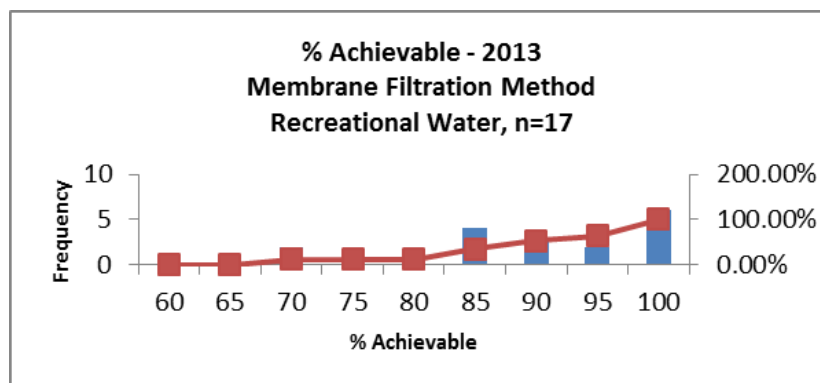 % Achievable - 2013
Membrane Filtration Method
Recreational Water, n=17
10
5
0
Frequency
200.00%
100.00%
0.00%
60 65 70 75 80 85 90 95 100
% Achievable